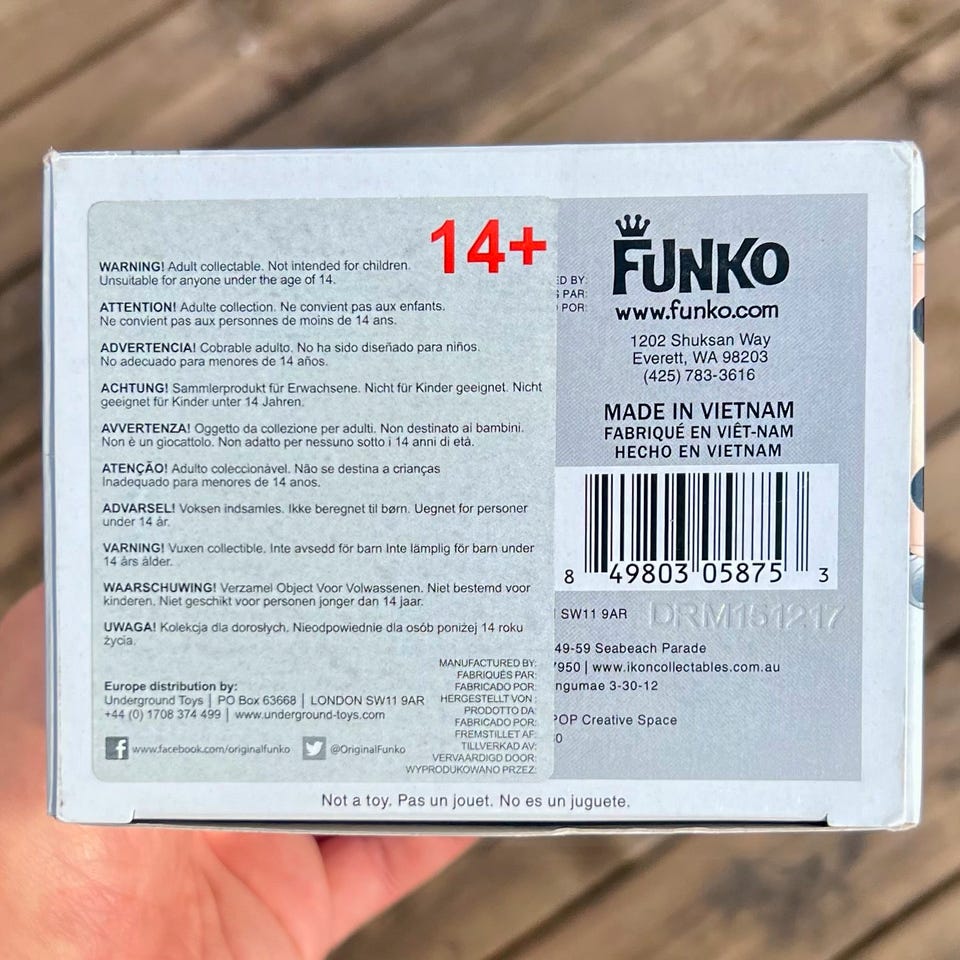 14+
WARNING! Adult collectable. Not intended for children.
Unsuitable for anyone under the age of 14.
ATTENTION! Adulte collection. Ne convient pas aux enfants.
Ne convient pas aux personnes de moins de 14 ans.
ADVERTENCIA! Cobrable adulto. No ha sido diseñado para niños.
No adecuado para menores de 14 años.
ACHTUNG! Sammlerprodukt für Erwachsene. Nicht für Kinder geeignet. Nicht
geeignet für Kinder unter 14 Jahren.
AVVERTENZA! Oggetto da collezione per adulti. Non destinato ai bambini.
Non è un giocattolo. Non adatto per nessuno sotto i 14 anni di età.
ATENÇÃO! Adulto coleccionável. Não se destina a crianças
Inadequado para menores de 14 anos.
ADVARSEL! Voksen indsamles. Ikke beregnet til børn. Uegnet for personer
under 14 år.
VARNING! Vuxen collectible. Inte avsedd för barn Inte lämplig för barn under
14 års ålder.
WAARSCHUWING! Verzamel Object Voor Volwassenen. Niet bestemd voor
kinderen. Niet geschikt voor personen jonger dan 14 jaar.
UWAGA! Kolekcja dla dorosłych. Nieodpowiednie dla osób poniżej 14 roku
życia.
Europe distribution by:
Underground Toys | PO Box 63668 | LONDON SW11 9AR
+44 (0) 1708 374 499 | www.underground-toys.com
www.facebook.com/originalfunko @OriginalFunko
MANUFACTURED BY:
FABRIQUÉS PAR:
FABRICADO POR:
HERGESTELLT VON :
PRODOTTO DA:
FABRICADO POR:
FREMSTILLET AF:
TILLVERKAD AV:
VERVAARDIGD DOOR:
WYPRODUKOWANO PRZEZ:
ED BY:
S PAR:
POR:
FUNKO
www.funko.com
1202 Shuksan Way
Everett, WA 98203
(425) 783-3616
MADE IN VIETNAM
FABRIQUÉ EN VIÊT-NAM
HECHO EN VIETNAM
8 49803 05875 3
SW11 9AR
DRM151217
49-59 Seabeach Parade
7950 | www.ikoncollectables.com.au
ngumae 3-30-12
POP Creative Space
Not a toy. Pas un jouet. No es un juguete.